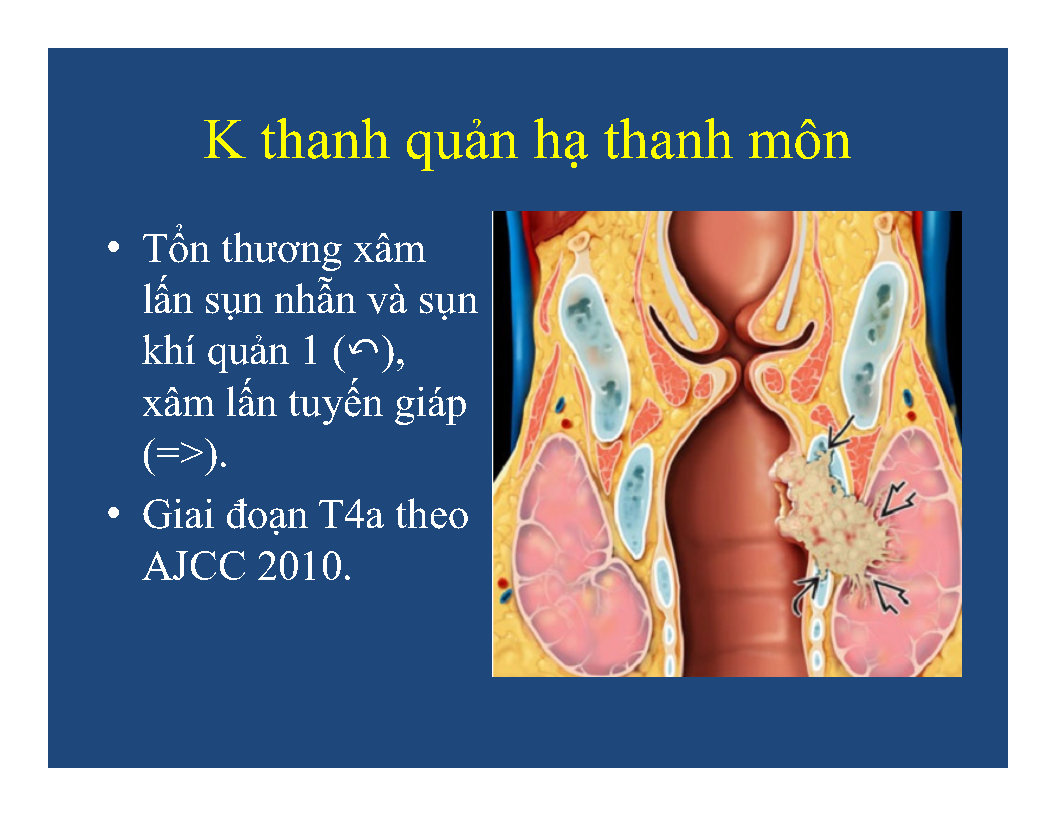 K thanh quản hạ thanh môn
• Tổn thương xâm
lấn sụn nhẫn và sụn
khí quản 1 (⤺),
xâm lấn tuyến giáp
(=>).
• Giai đoạn T4a theo
AJCC 2010.